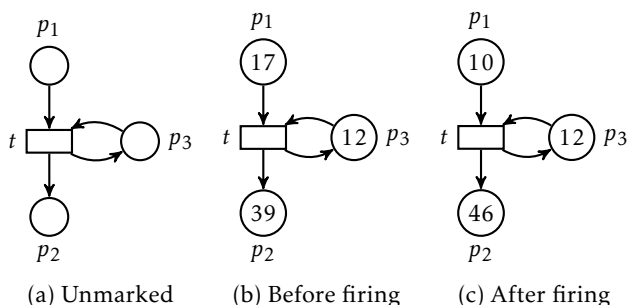 p1 p1 p1
17 10
t p3 t 12 p3 t 12 p3
39 46
p2 p2 p2
(a) Unmarked (b) Before firing (c) After firing